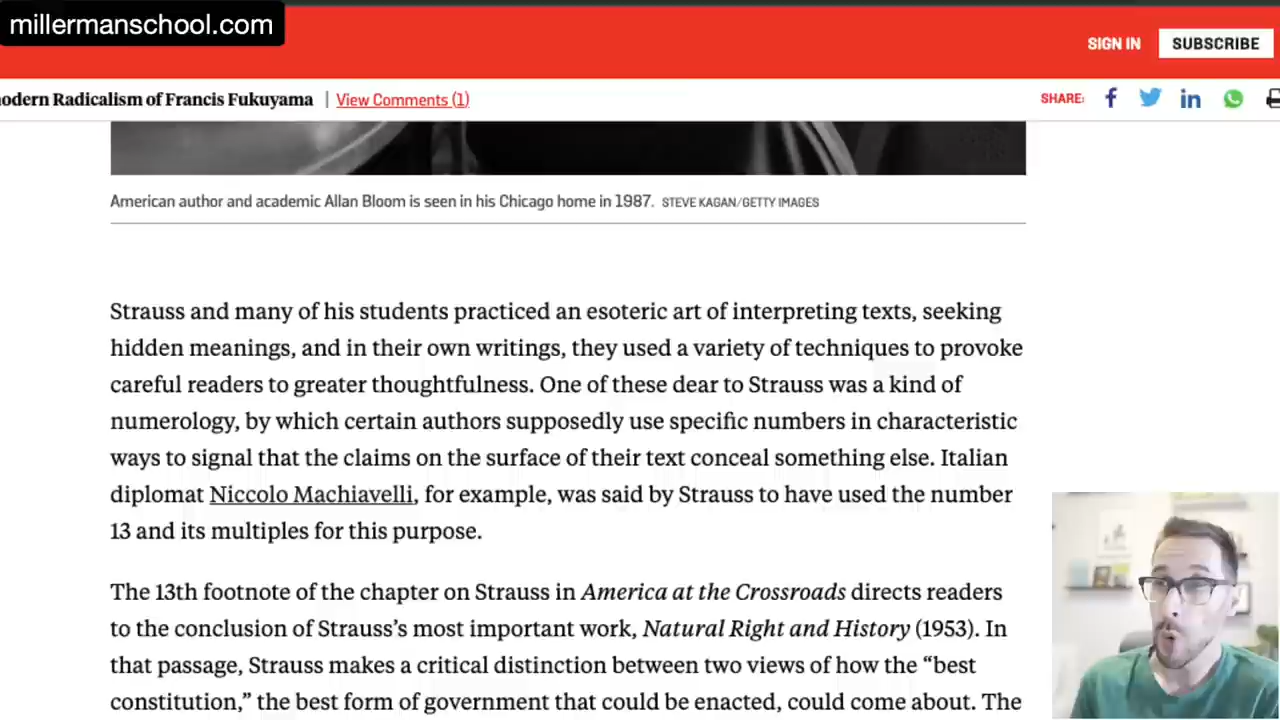 millermanschool.com
SIGN IN
SUBSCRIBE
odern Radicalism of Francis Fukuyama | View Comments (1)
SHARE:
American author and academic Allan Bloom is seen in his Chicago home in 1987. STEVE KAGAN/GETTY IMAGES
Strauss and many of his students practiced an esoteric art of interpreting texts, seeking
hidden meanings, and in their own writings, they used a variety of techniques to provoke
careful readers to greater thoughtfulness. One of these dear to Strauss was a kind of
numerology, by which certain authors supposedly use specific numbers in characteristic
ways to signal that the claims on the surface of their text conceal something else. Italian
diplomat Niccolo Machiavelli, for example, was said by Strauss to have used the number
13 and its multiples for this purpose.
The 13th footnote of the chapter on Strauss in America at the Crossroads directs readers
to the conclusion of Strauss’s most important work, Natural Right and History (1953). In
that passage, Strauss makes a critical distinction between two views of how the “best
constitution,” the best form of government that could be enacted, could come about. The